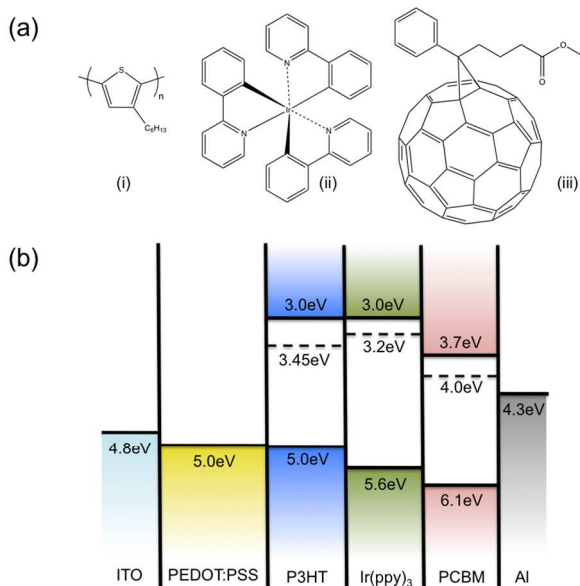 (a)
S
n
C₆H₁₃
(i)
N
Ir
N
N
(ii)
O
O
(iii)
(b)
3.0eV 3.0eV
3.45eV 3.2eV 3.7eV
4.0eV
4.3eV
4.8eV
5.0eV 5.0eV
5.6eV
6.1eV
ITO PEDOT:PSS P3HT Ir(ppy)₃ PCBM Al